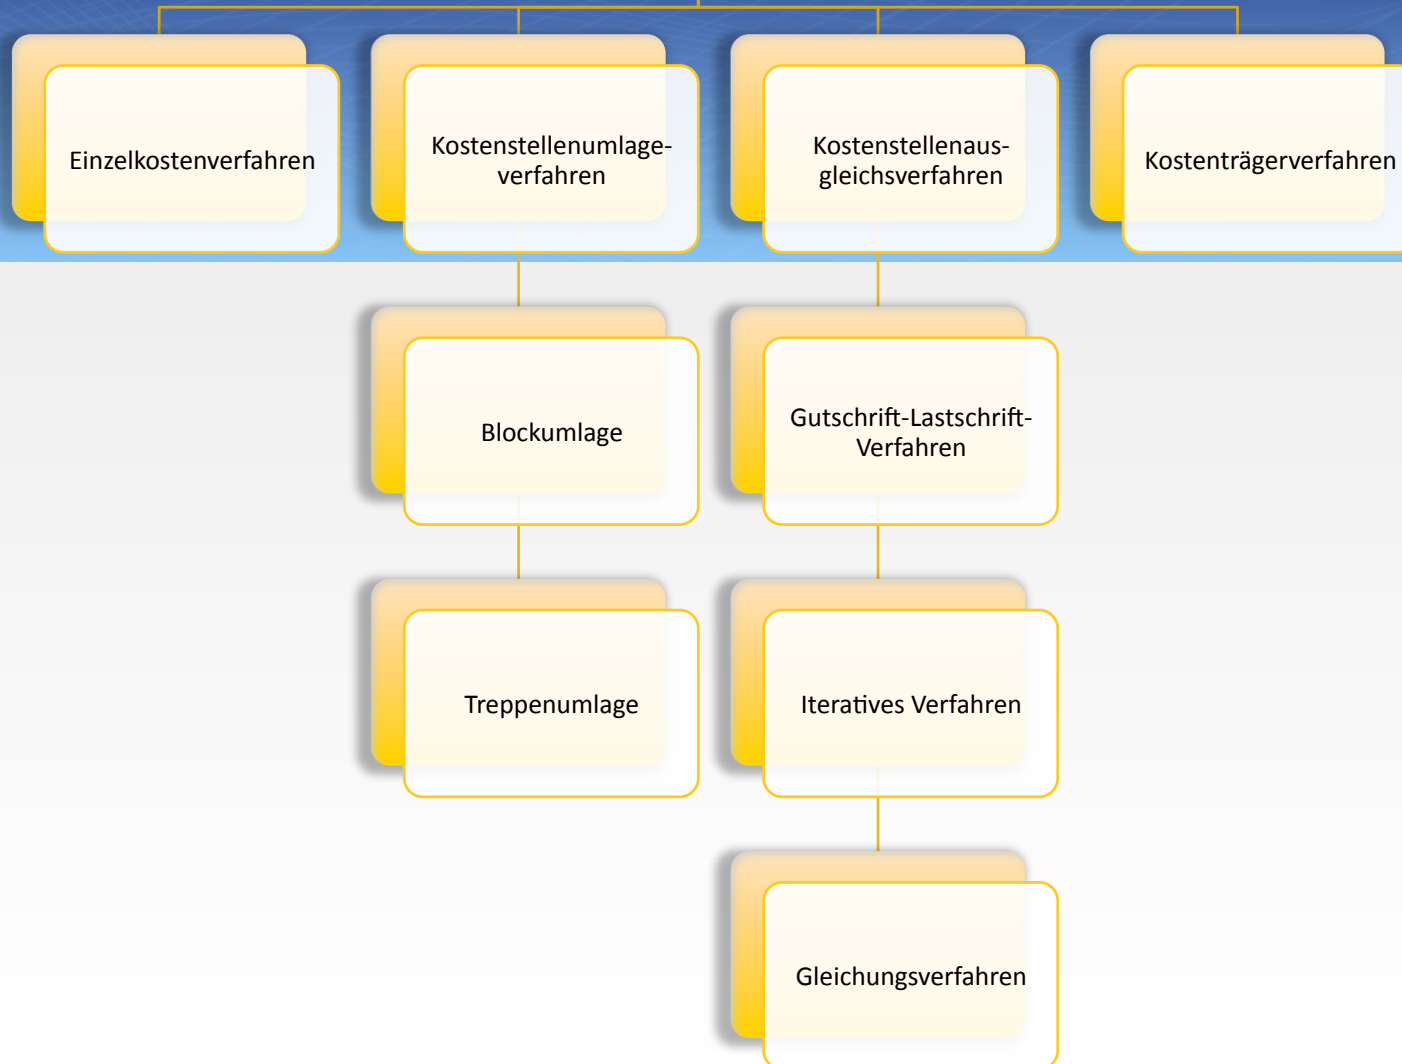 Einzelkostenverfahren
Kostenstellenumlage-
verfahren
Kostenstellenaus-
gleichsverfahren
Kostenträgerverfahren
Blockumlage
Gutschrift-Lastschrift-
Verfahren
Treppenumlage
Iteratives Verfahren
Gleichungsverfahren